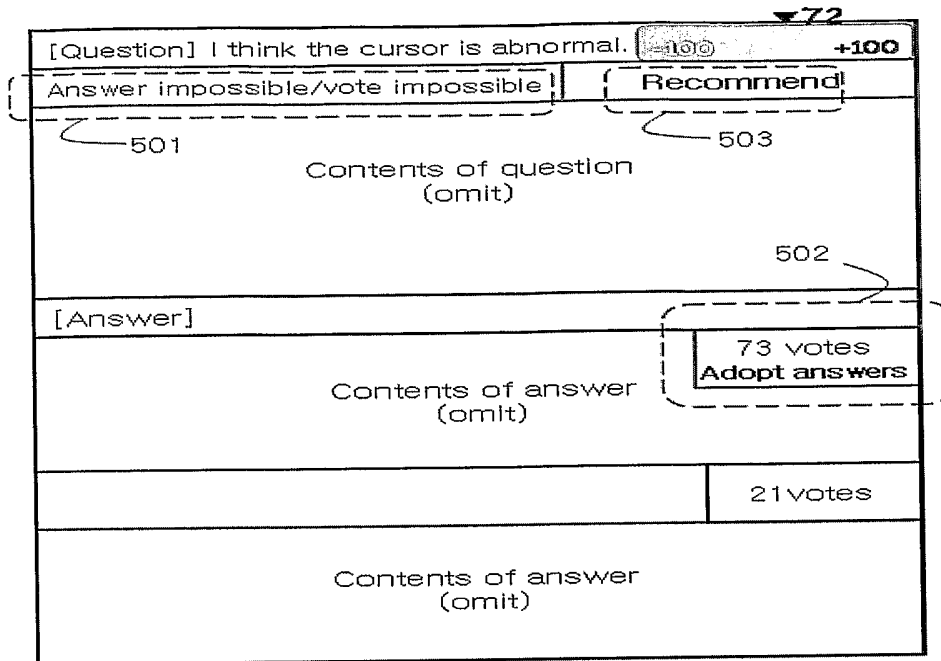 ▼72
[Question] I think the cursor is abnormal. -100 +100
Answer impossible/vote impossible Recommend
501 503
Contents of question
(omit)
502
[Answer]
73 votes
Adopt answers
Contents of answer
(omit)
21votes
Contents of answer
(omit)